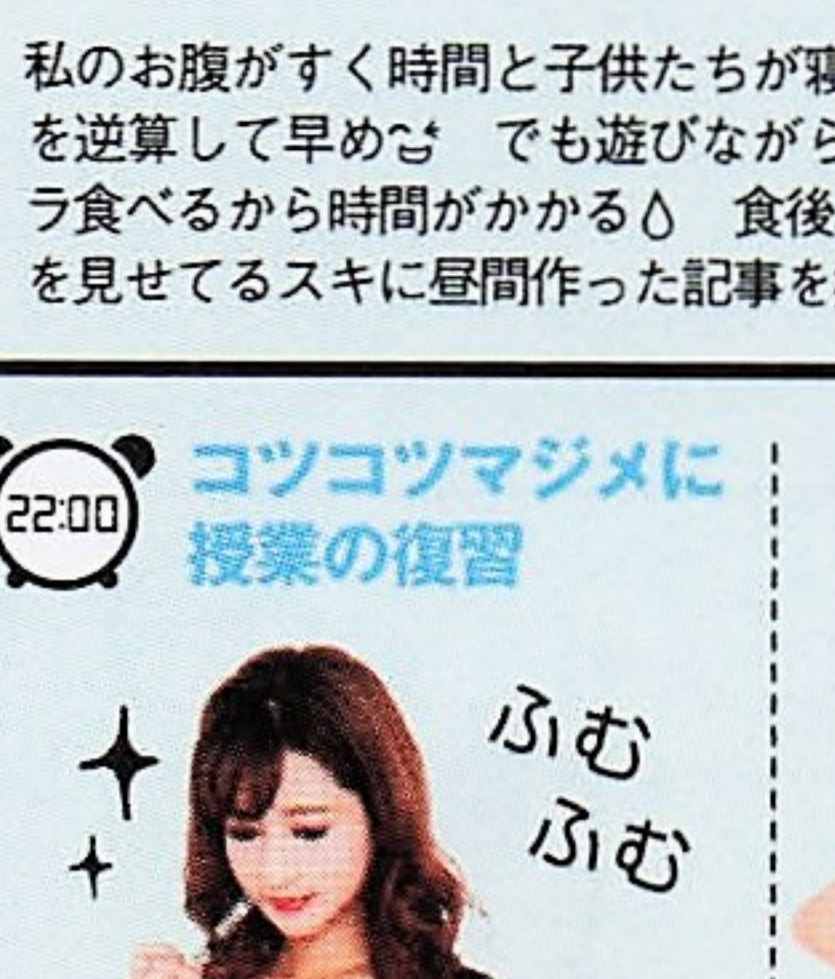 私のお腹がすく時間と子供たちが寝
を逆算して早め でも遊びながら
ラ食べるから時間がかかる 食後
を見せてるスキに昼間作った記事を
22:00
コツコツマジメに
授業の復習
ふむ
ふむ